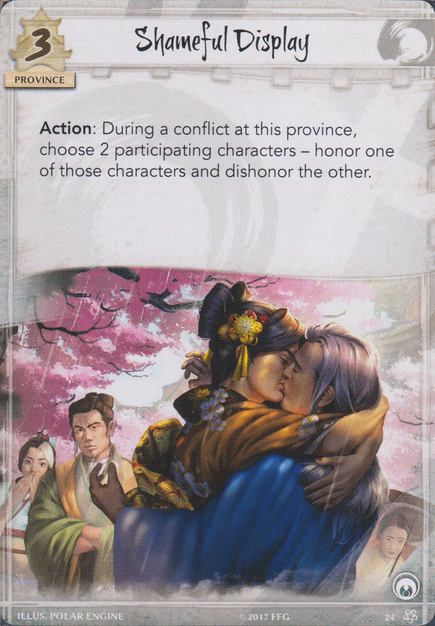 3
Shameful Display
PROVINCE
Action: During a conflict at this province,
choose 2 participating characters – honor one
of those characters and dishonor the other.
ILLUS. POLAR ENGINE
© 2017 FFG
24